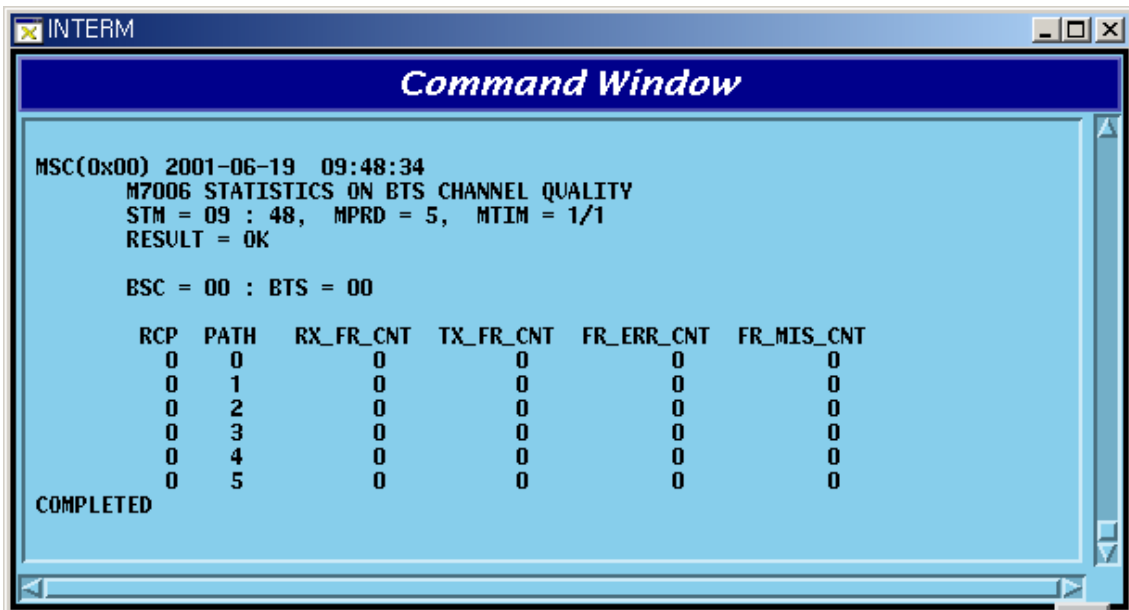 INTERM
Command Window
MSC(0x00) 2001-06-19 09:48:34
M7006 STATISTICS ON BTS CHANNEL QUALITY
STM = 09 : 48, MPRD = 5, MTIM = 1/1
RESULT = OK
BSC = 00 : BTS = 00
RCP PATH RX_FR_CNT TX_FR_CNT FR_ERR_CNT FR_MIS_CNT
0 0 0 0 0 0
0 1 0 0 0 0
0 2 0 0 0 0
0 3 0 0 0 0
0 4 0 0 0 0
0 5 0 0 0 0
COMPLETED